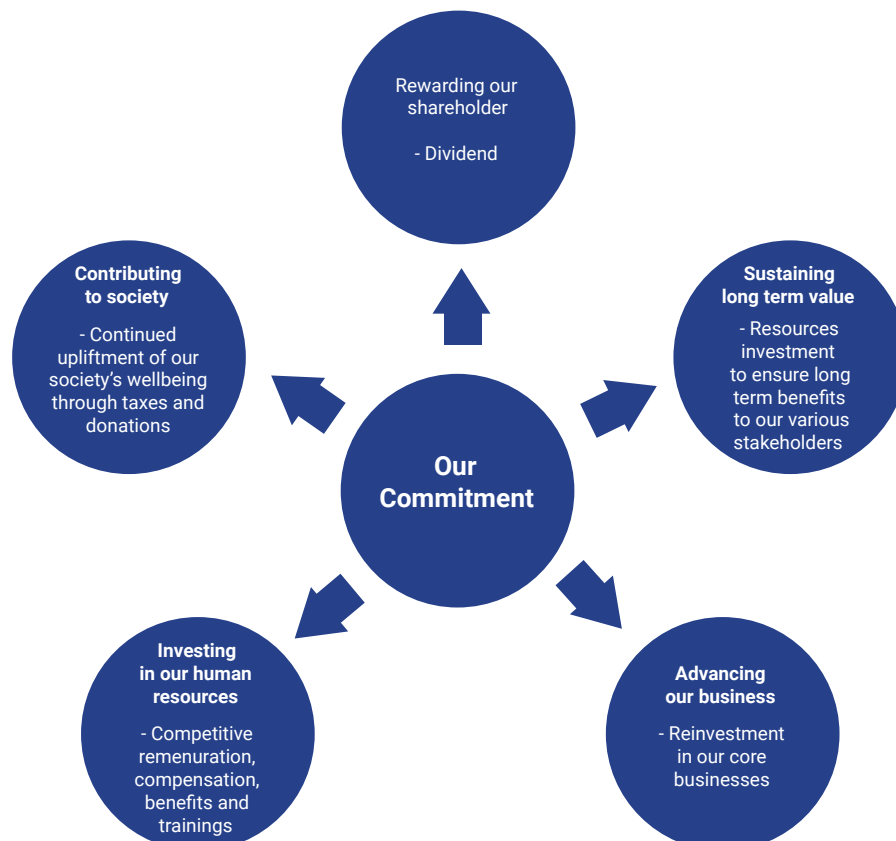 Rewarding our
shareholder
- Dividend
Contributing
to society
- Continued
upliftment of our
society's wellbeing
through taxes and
donations
Sustaining
long term value
- Resources
investment
to ensure long
term benefits
to our various
stakeholders
Our
Commitment
Investing
in our human
resources
- Competitive
remenuration,
compensation,
benefits and
trainings
Advancing
our business
- Reinvestment
in our core
businesses